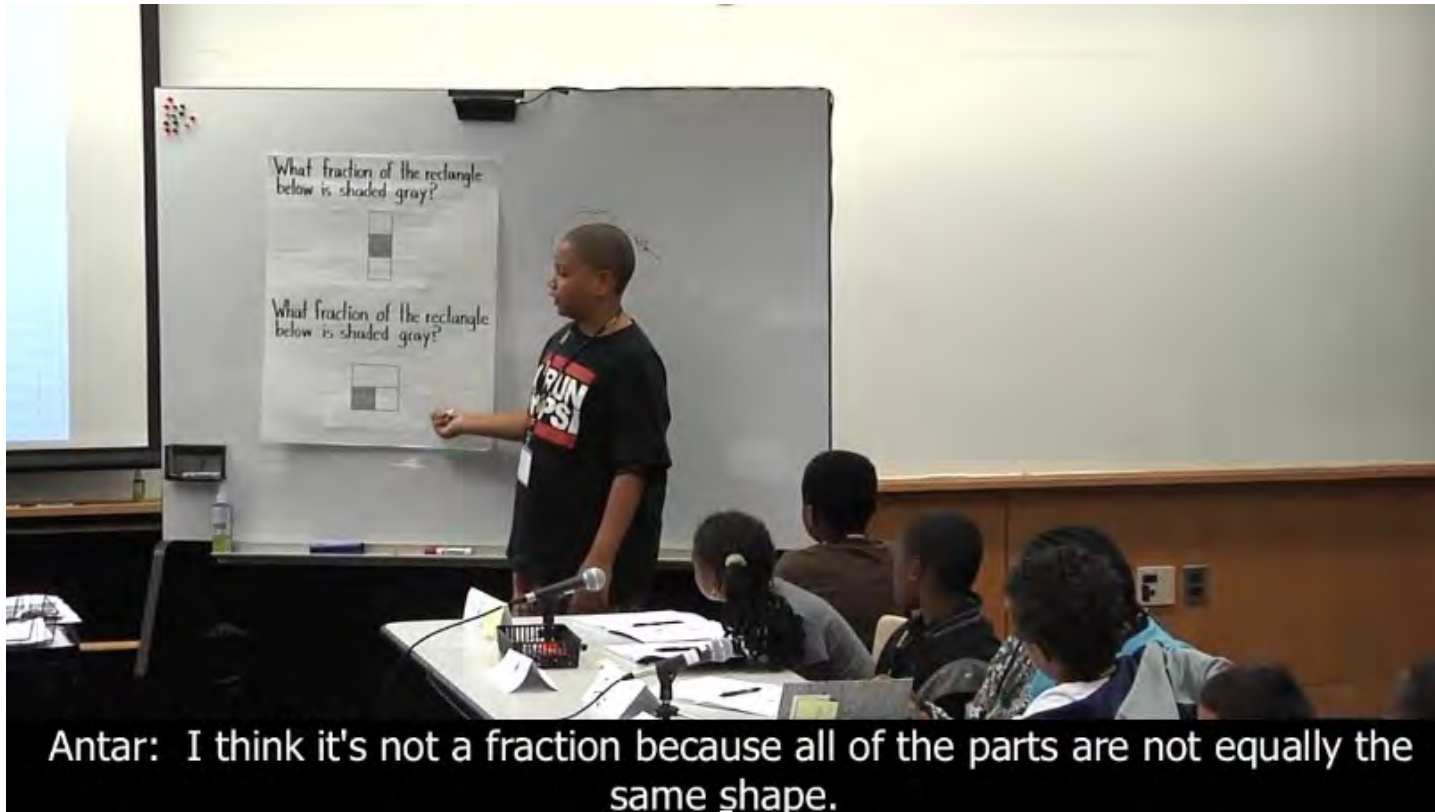 What fraction of the rectangle
below is shaded gray?
What fraction of the rectangle
below is shaded gray?
RUN
Antar: I think it's not a fraction because all of the parts are not equally the
same shape.